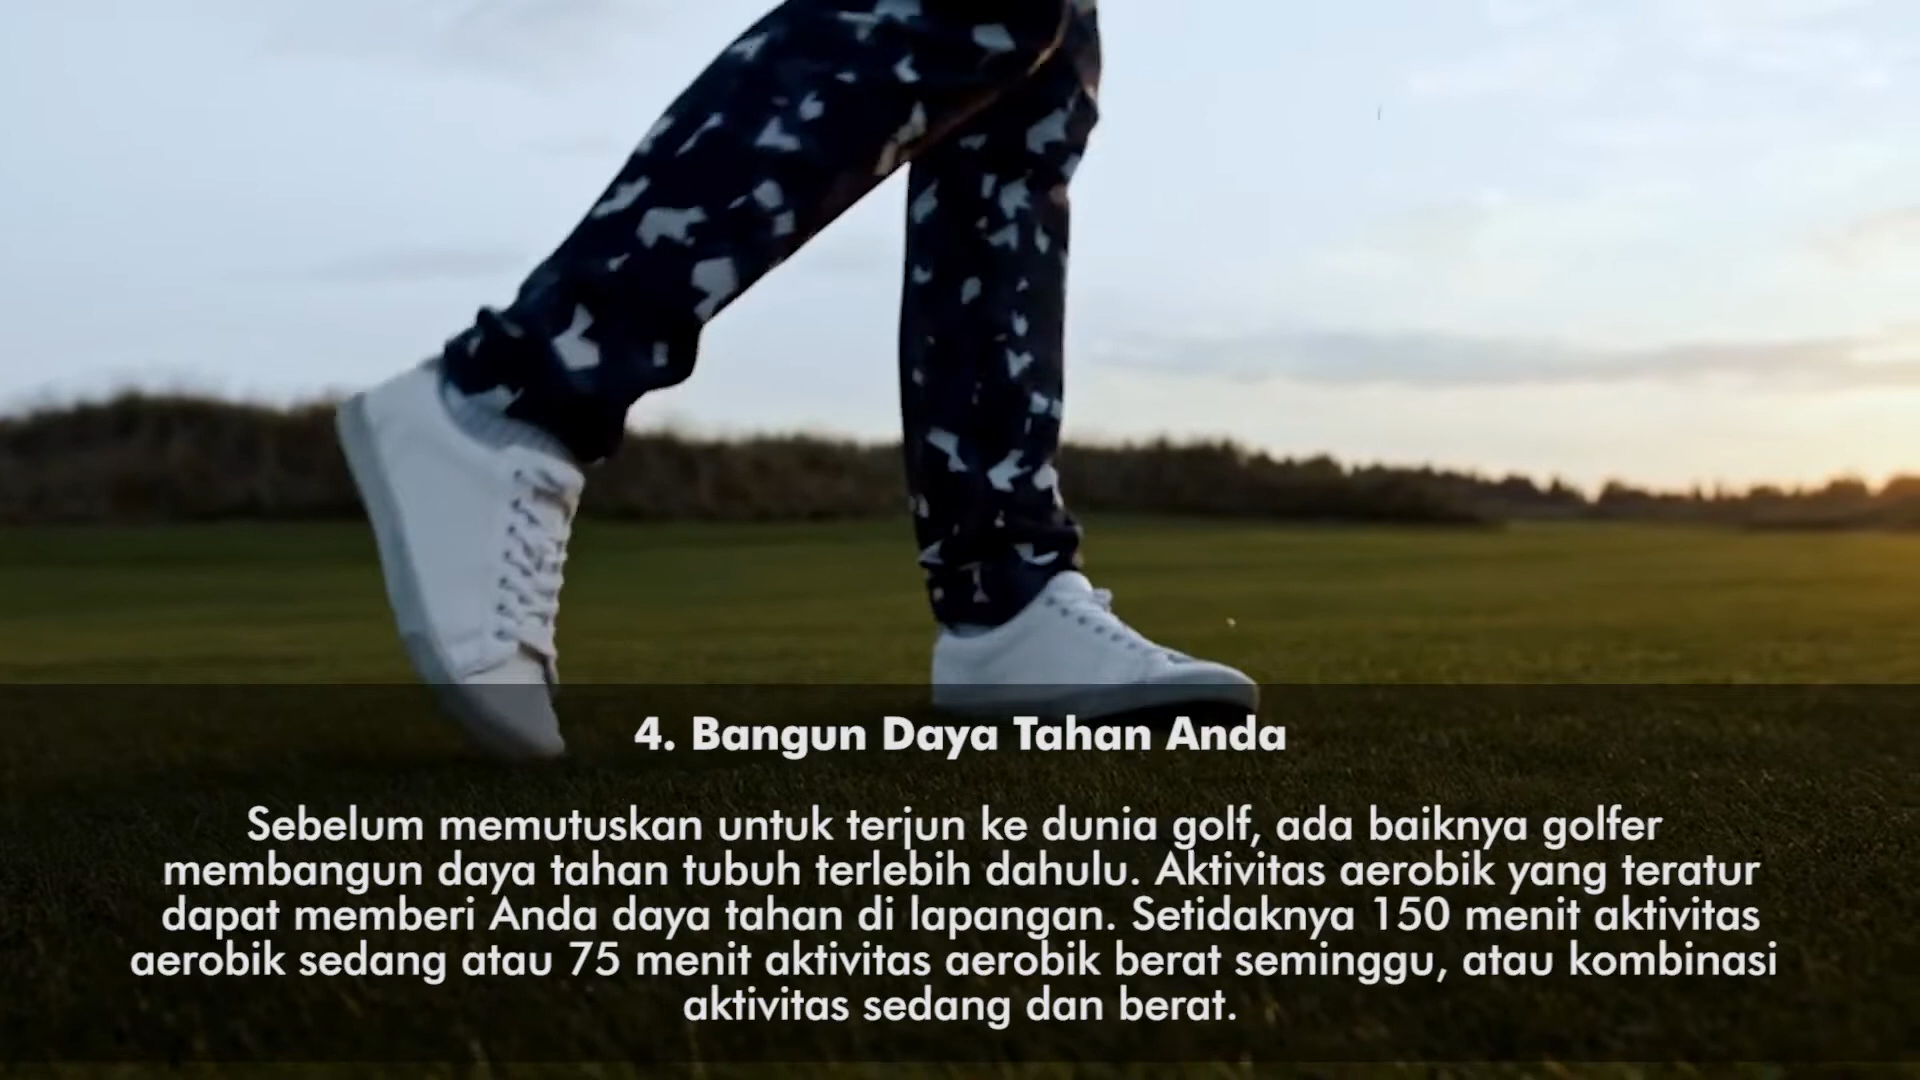 4. Bangun Daya Tahan Anda
Sebelum memutuskan untuk terjun ke dunia golf, ada baiknya golfer
membangun daya tahan tubuh terlebih dahulu. Aktivitas aerobik yang teratur
dapat memberi Anda daya tahan di lapangan. Setidaknya 150 menit aktivitas
aerobik sedang atau 75 menit aktivitas aerobik berat seminggu, atau kombinasi
aktivitas sedang dan berat.